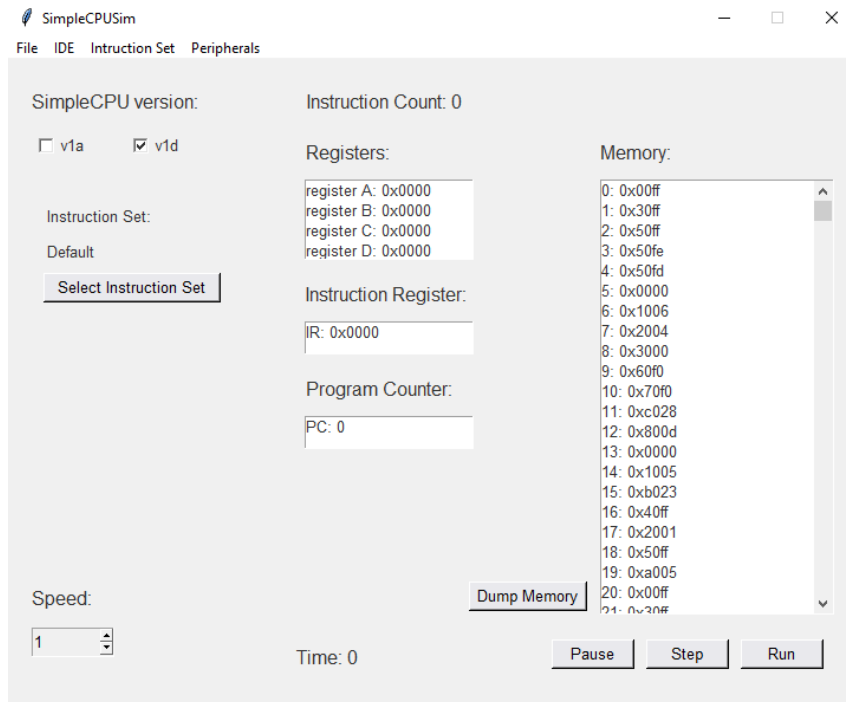 SimpleCPUSim
File IDE Intruction Set Peripherals
SimpleCPU version:
v1a v1d
Instruction Set:
Default
Select Instruction Set
Speed:
1
Instruction Count: 0
Registers:
register A: 0x0000
register B: 0x0000
register C: 0x0000
register D: 0x0000
Instruction Register:
IR: 0x0000
Program Counter:
PC: 0
Time: 0
Memory:
0: 0x00ff
1: 0x30ff
2: 0x50ff
3: 0x50fe
4: 0x50fd
5: 0x0000
6: 0x1006
7: 0x2004
8: 0x3000
9: 0x60f0
10: 0x70f0
11: 0xc028
12: 0x800d
13: 0x0000
14: 0x1005
15: 0xb023
16: 0x40ff
17: 0x2001
18: 0x50ff
19: 0xa005
20: 0x00ff
21: 0x30ff
Dump Memory
Pause Step Run